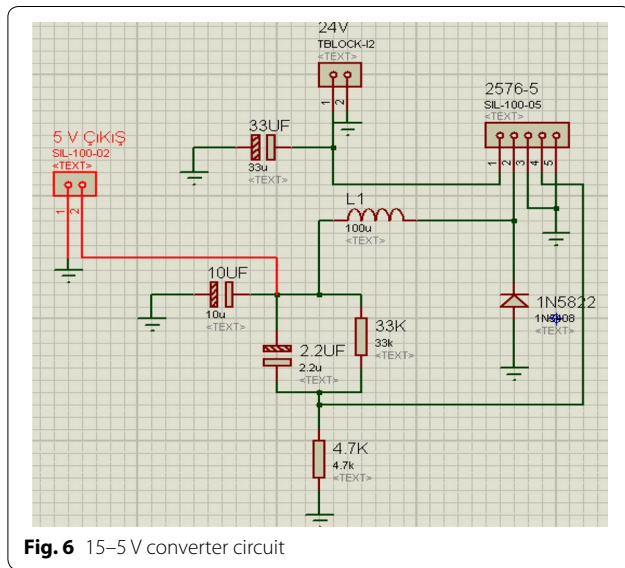 24V
TBLOCK-I2
<TEXT>
1
2
2576-5
SIL-100-05
<TEXT>
1
2
3
4
5
33UF
33u
<TEXT>
5 V ÇıKıŞ
SIL-100-02
<TEXT>
1
2
L1
100u
<TEXT>
10UF
10u
<TEXT>
1N5822
<TEXT>
33K
33k
<TEXT>
2.2UF
2.2u
<TEXT>
4.7K
4.7k
<TEXT>
Fig. 6 15–5 V converter circuit